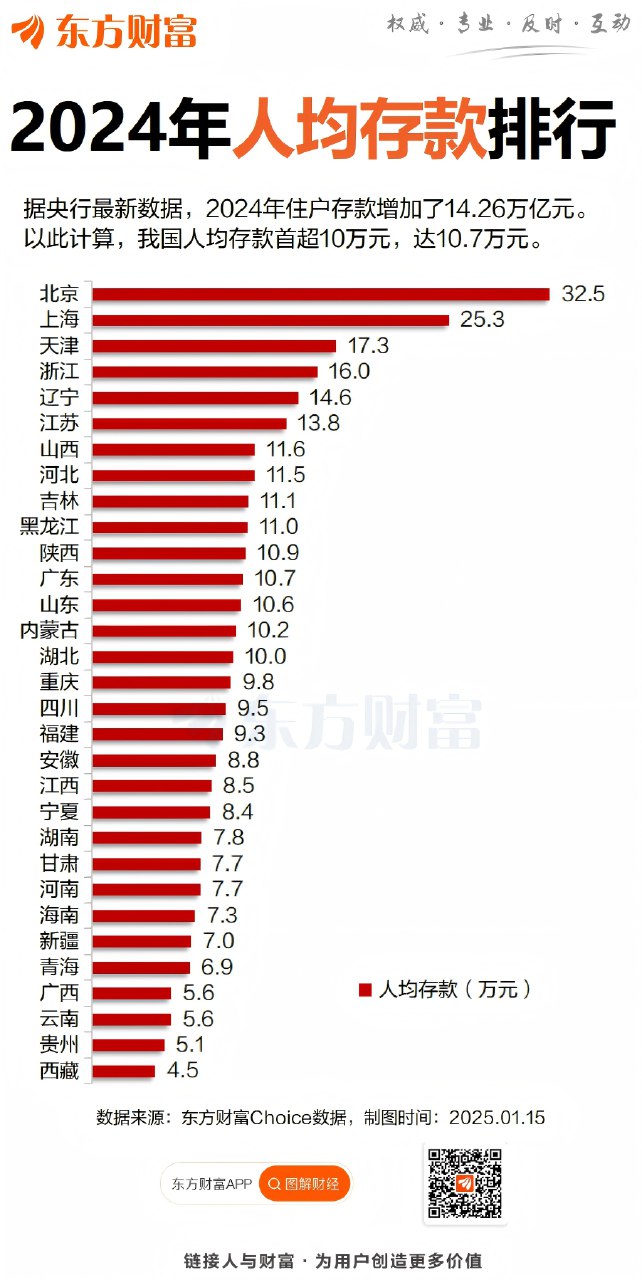 东方财富
权威·专业·及时·互动
2024年人均存款排行
据央行最新数据，2024年住户存款增加了14.26万亿元。
以此计算，我国人均存款首超10万元，达10.7万元。
北京 32.5
上海 25.3
天津 17.3
浙江 16.0
辽宁 14.6
江苏 13.8
山西 11.6
河北 11.5
吉林 11.1
黑龙江 11.0
陕西 10.9
广东 10.7
山东 10.6
内蒙古 10.2
湖北 10.0
重庆 9.8
四川 9.5
东方财富
福建 9.3
安徽 8.8
江西 8.5
宁夏 8.4
湖南 7.8
甘肃 7.7
河南 7.7
海南 7.3
新疆 7.0
青海 6.9
广西 5.6
人均存款（万元）
云南 5.6
贵州 5.1
西藏 4.5
数据来源：东方财富Choice数据，制图时间：2025.01.15
东方财富APP 图解财经
链接人与财富·为用户创造更多价值